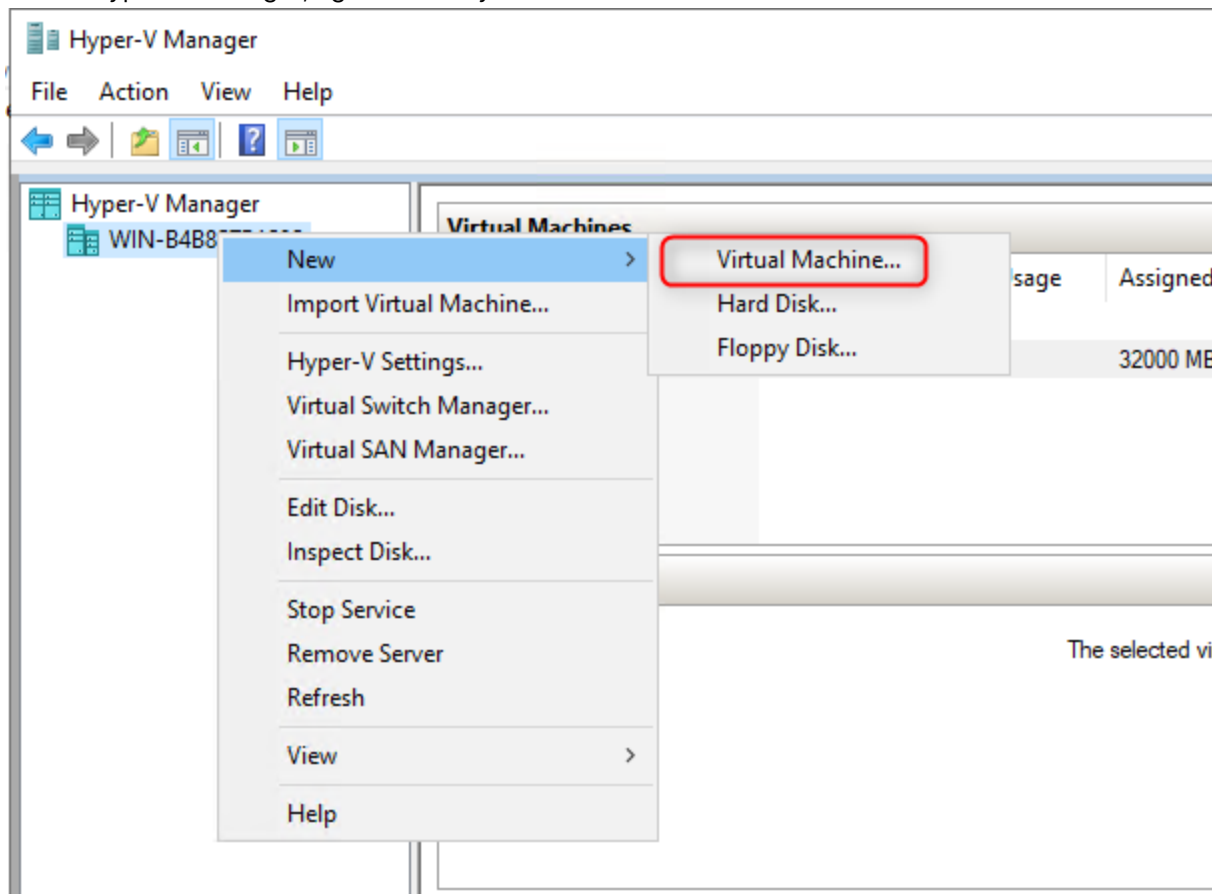 Hyper-V Manager
File Action View Help
Hyper-V Manager
WIN-B4B8
Virtual Machines
New
Virtual Machine...
sage Assigned
Import Virtual Machine...
Hard Disk...
Hyper-V Settings...
Floppy Disk...
32000 MB
Virtual Switch Manager...
Virtual SAN Manager...
Edit Disk...
Inspect Disk...
Stop Service
Remove Server
The selected vi
Refresh
View
Help